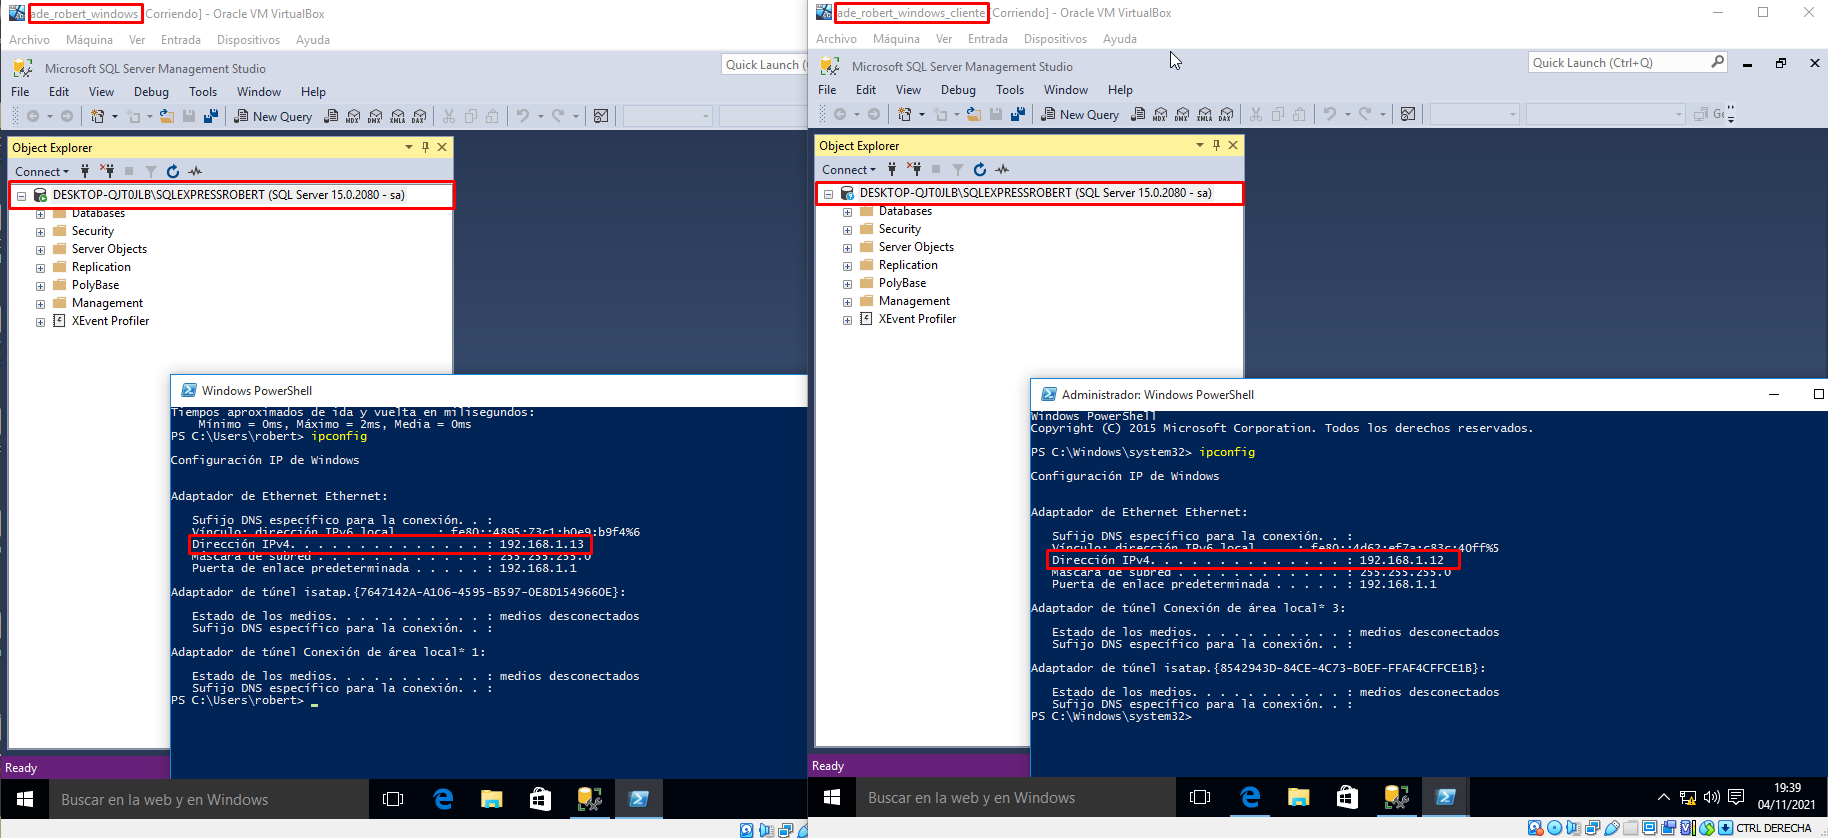 ade_robert_windows [Corriendo] - Oracle VM VirtualBox
Archivo Máquina Ver Entrada Dispositivos Ayuda
Microsoft SQL Server Management Studio
Quick Launch (
File Edit View Debug Tools Window Help
New Query MDX DMX XMLA DAX
Object Explorer
Connect
DESKTOP-QJT0JLB\SQLEXPRESSROBERT (SQL Server 15.0.2080 - sa)
Databases
Security
Server Objects
Replication
PolyBase
Management
XEvent Profiler
Windows PowerShell
Tiempos aproximados de ida y vuelta en milisegundos:
Mínimo = 0ms, Máximo = 2ms, Media = 0ms
PS C:\Users\robert> ipconfig
Configuración IP de Windows
Adaptador de Ethernet Ethernet:
Sufijo DNS específico para la conexión. . :
Vínculo: dirección IPv6 local. . . : fe80::4895:73c1:b0e9:b9f4%6
Dirección IPv4. . . . . . . . . . . . . . : 192.168.1.13
Máscara de subred . . . . . . . . . . . . : 255.255.255.0
Puerta de enlace predeterminada . . . . . : 192.168.1.1
Adaptador de túnel isatap.{7647142A-A106-4595-B597-0E8D1549660E}:
Estado de los medios. . . . . . . . . . . : medios desconectados
Sufijo DNS específico para la conexión. . :
Adaptador de túnel Conexión de área local* 1:
Estado de los medios. . . . . . . . . . . : medios desconectados
Sufijo DNS específico para la conexión. . :
PS C:\Users\robert> _
Ready
Buscar en la web y en Windows
ade_robert_windows_cliente [Corriendo] - Oracle VM VirtualBox
Archivo Máquina Ver Entrada Dispositivos Ayuda
Microsoft SQL Server Management Studio
Quick Launch (Ctrl+Q)
File Edit View Debug Tools Window Help
New Query MDX DMX XMLA DAX Ge
Object Explorer
Connect
DESKTOP-QJT0JLB\SQLEXPRESSROBERT (SQL Server 15.0.2080 - sa)
Databases
Security
Server Objects
Replication
PolyBase
Management
XEvent Profiler
Administrador: Windows PowerShell
Windows PowerShell
Copyright (C) 2015 Microsoft Corporation. Todos los derechos reservados.
PS C:\Windows\system32> ipconfig
Configuración IP de Windows
Adaptador de Ethernet Ethernet:
Sufijo DNS específico para la conexión. . :
Vínculo: dirección IPv6 local. . . : fe80::4d62:ef7a:c83c:40ff%5
Dirección IPv4. . . . . . . . . . . . . . : 192.168.1.12
Máscara de subred . . . . . . . . . . . . : 255.255.255.0
Puerta de enlace predeterminada . . . . . : 192.168.1.1
Adaptador de túnel Conexión de área local* 3:
Estado de los medios. . . . . . . . . . . : medios desconectados
Sufijo DNS específico para la conexión. . :
Adaptador de túnel isatap.{8542943D-84CE-4C73-B0EF-FFAF4CFFCE1B}:
Estado de los medios. . . . . . . . . . . : medios desconectados
Sufijo DNS específico para la conexión. . :
PS C:\Windows\system32>
Ready
Buscar en la web y en Windows
19:39
04/11/2021
CTRL DERECHA